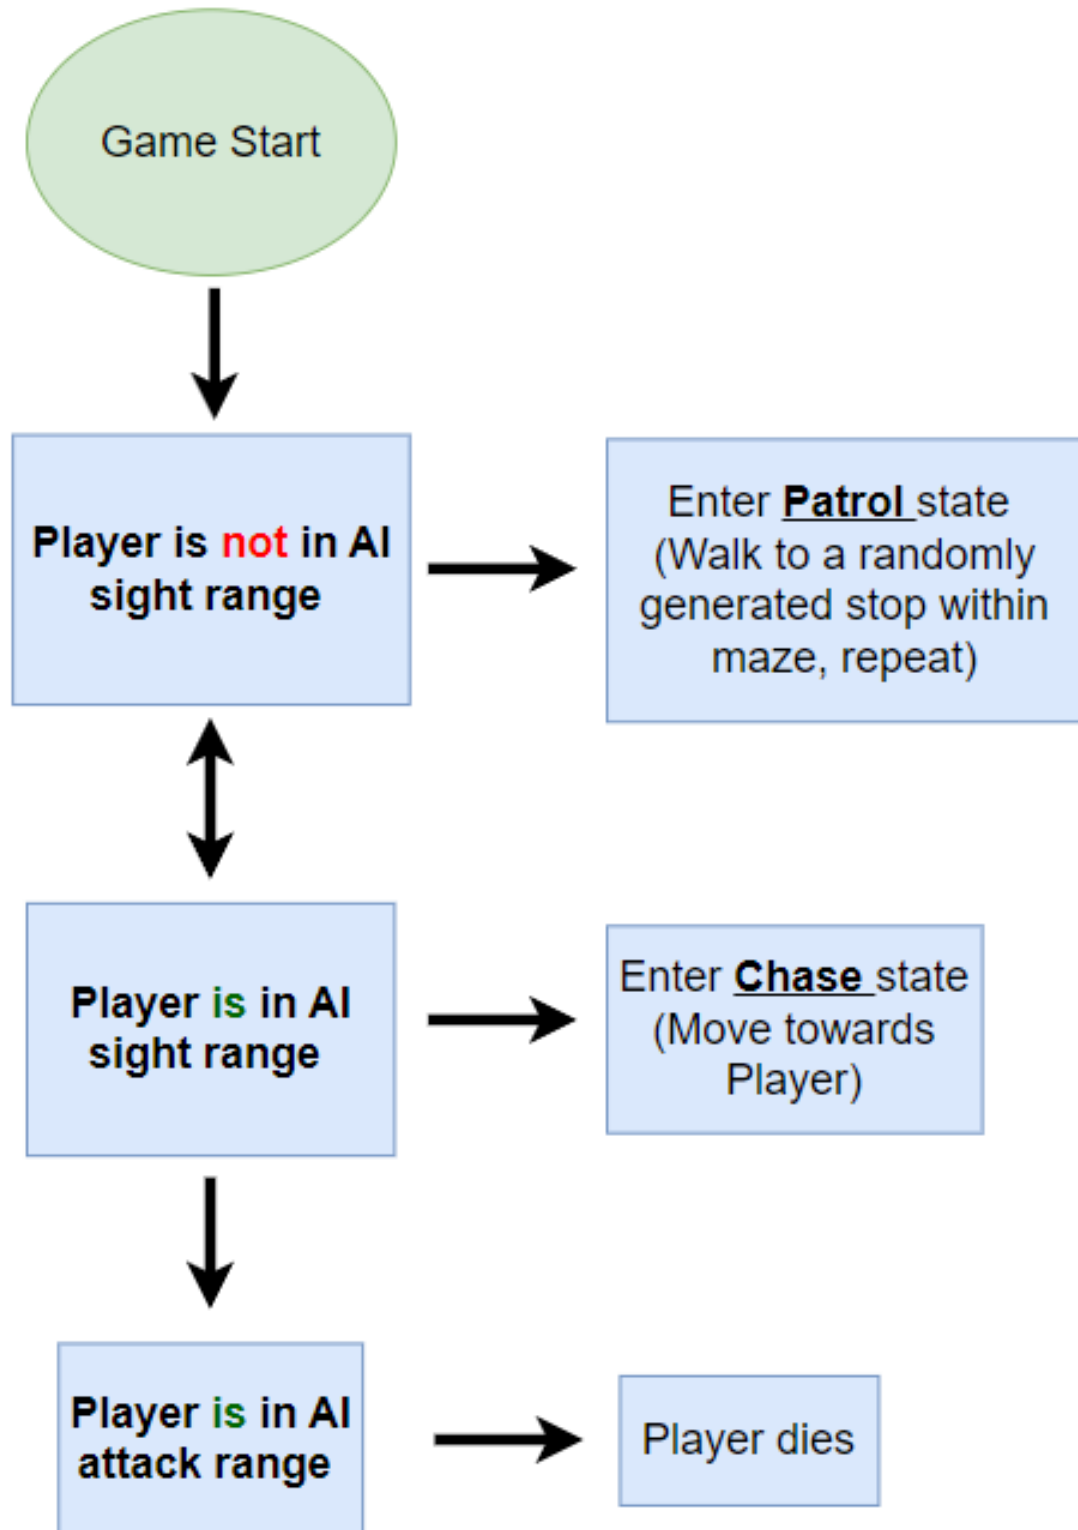 Game Start
Player is not in AI
sight range
Enter Patrol state
(Walk to a randomly
generated stop within
maze, repeat)
Player is in AI
sight range
Enter Chase state
(Move towards
Player)
Player is in AI
attack range
Player dies